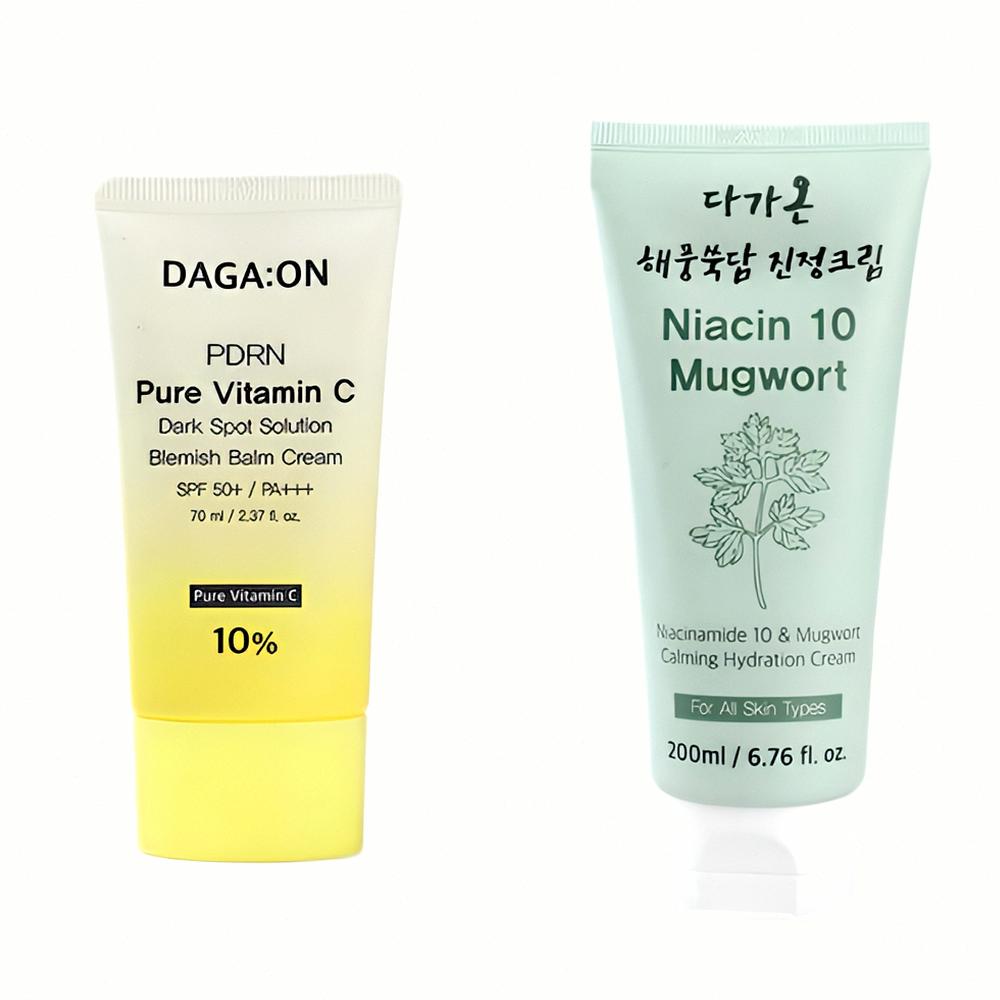 DAGA:ON
PDRN
Pure Vitamin C
Dark Spot Solution
Blemish Balm Cream
SPF 50+ / PA+++
70 ml / 2.37 fl. oz.
Pure Vitamin C
10%
다가온
해풍쑥담 진정크림
Niacin 10
Mugwort
Niacinamide 10 & Mugwort
Calming Hydration Cream
For All Skin Types
200ml / 6.76 fl. oz.